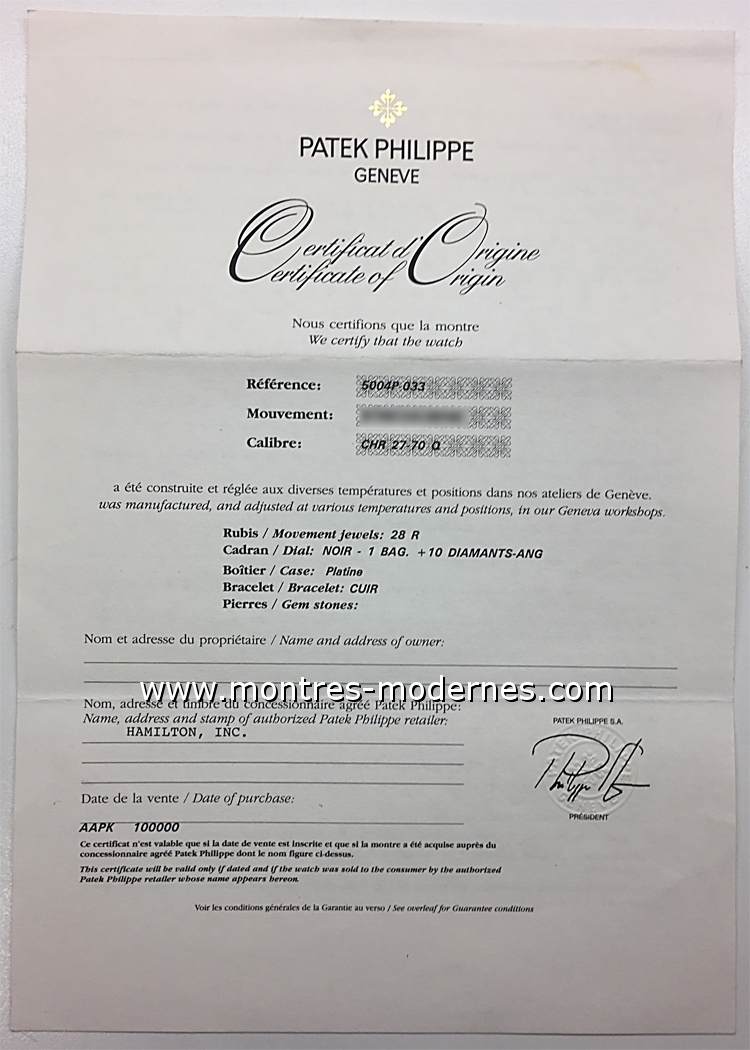 PATEK PHILIPPE
GENEVE
Certificat d'Origine
Certificate of Origin
Nous certifions que la montre
We certify that the watch
Référence: 5004P 033
Mouvement:
Calibre: CHR 27-70 Q
a été construite et réglée aux diverses températures et positions dans nos ateliers de Genève.
was manufactured, and adjusted at various temperatures and positions, in our Geneva workshops.
Rubis / Movement jewels: 28 R
Cadran / Dial: NOIR - 1 BAG. +10 DIAMANTS-ANG
Boîtier / Case: Platine
Bracelet / Bracelet: CUIR
Pierres / Gem stones:
Nom et adresse du propriétaire / Name and address of owner:
www.montres-modernes.com
Nom, adresse et timbre du concessionnaire agréé Patek Philippe:
Name, address and stamp of authorized Patek Philippe retailer:
HAMILTON, INC.
PATEK PHILIPPE S.A.
PRÉSIDENT
Date de la vente / Date of purchase:
AAPK 100000
Ce certificat n'est valable que si la date de vente est inscrite et que si la montre a été acquise auprès du
concessionnaire agréé Patek Philippe dont le nom figure ci-dessus.
This certificate will be valid only if dated and if the watch was sold to the consumer by the authorized
Patek Philippe retailer whose name appears hereon.
Voir les conditions générales de la Garantie au verso / See overleaf for Guarantee conditions